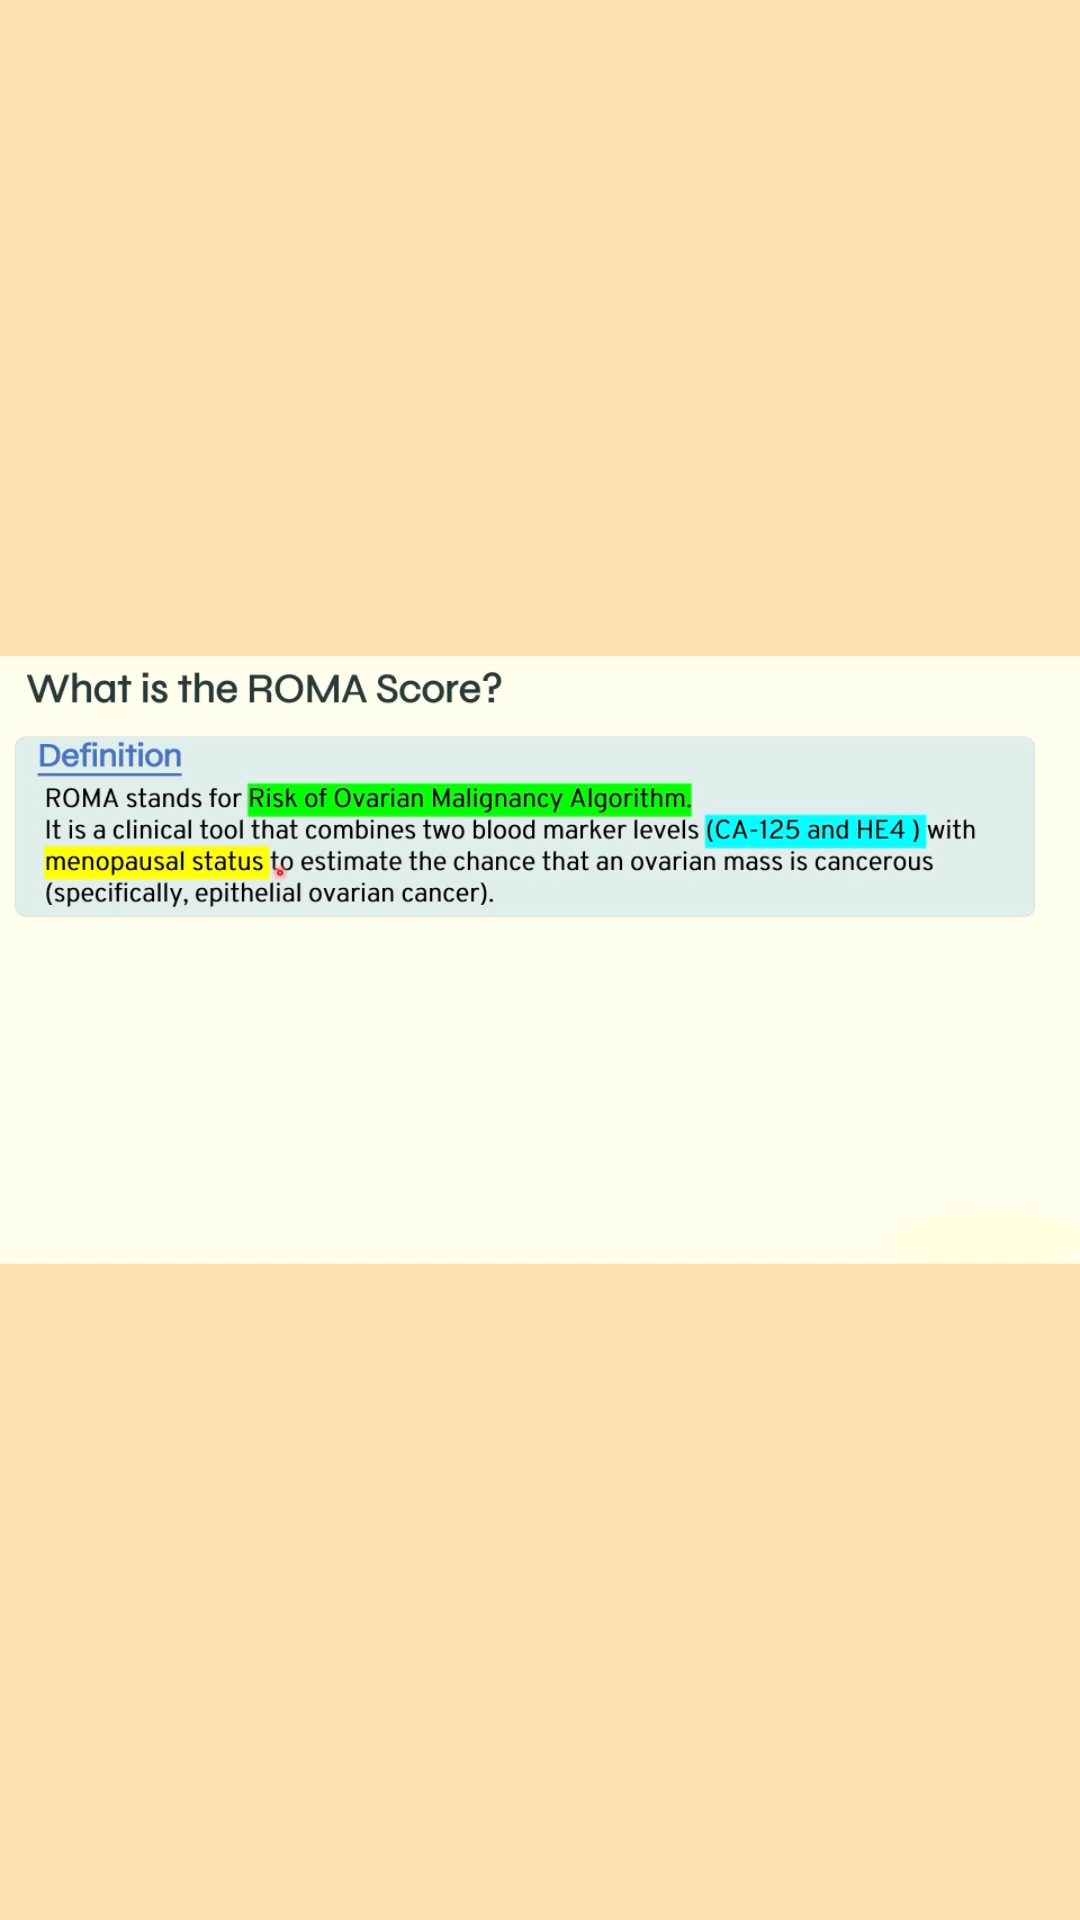 What is the ROMA Score?
Definition
ROMA stands for Risk of Ovarian Malignancy Algorithm.
It is a clinical tool that combines two blood marker levels (CA-125 and HE4 ) with
menopausal status to estimate the chance that an ovarian mass is cancerous
(specifically, epithelial ovarian cancer).